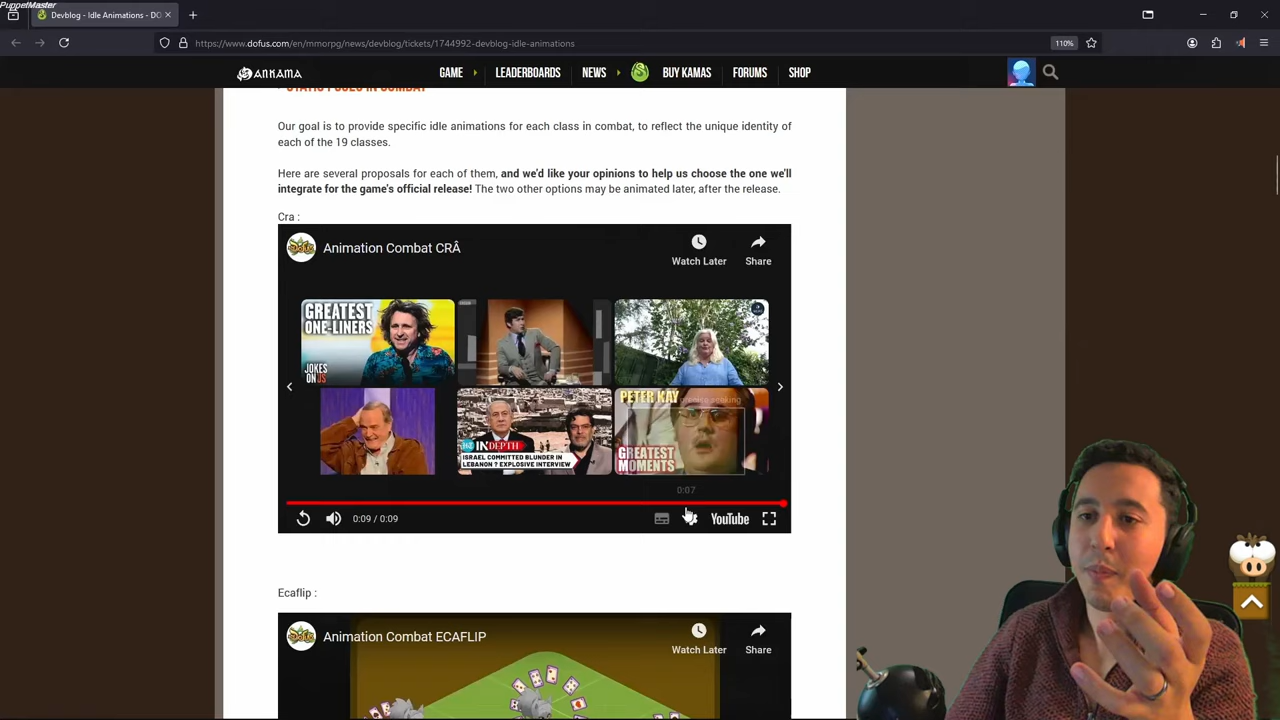 PuppetMaster
Devblog - Idle Animations - DO
https://www.dofus.com/en/mmorpg/news/devblog/tickets/1744992-devblog-idle-animations
110%
ANKAMA
GAME
LEADERBOARDS
NEWS
BUY KAMAS
FORUMS
SHOP
STATIC POSES IN COMBAT
Our goal is to provide specific idle animations for each class in combat, to reflect the unique identity of
each of the 19 classes.
Here are several proposals for each of them, and we'd like your opinions to help us choose the one we'll
integrate for the game's official release! The two other options may be animated later, after the release.
Cra :
Animation Combat CRÂ
Watch Later
Share
GREATEST
ONE-LINERS
JOKES
ON US
INDEPTH
ISRAEL COMMITTED BLUNDER IN
LEBANON ? EXPLOSIVE INTERVIEW
PETER KAY
GREATEST
MOMENTS
0:07
0:09 / 0:09
YouTube
Ecaflip :
Animation Combat ECAFLIP
Watch Later
Share